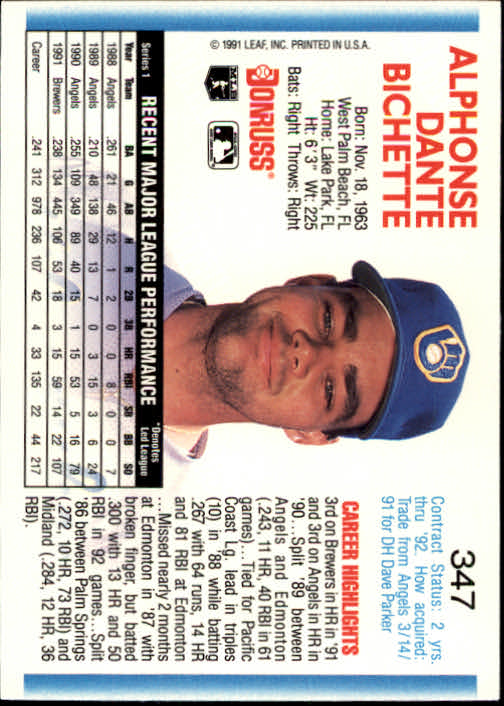 ALPHONSE
DANTE
BICHETTE
Born: Nov. 18, 1963
West Palm Beach, FL
Home: Lake Park, FL
Ht: 6' 3" Wt: 225
Bats: Right Throws: Right
DONRUSS®
MLB
© 1991 LEAF, INC. PRINTED IN U.S.A.
347
Contract Status: 2 yrs.
thru '92. How acquired:
Trade from Angels 3/14/
91 for DH Dave Parker
CAREER HIGHLIGHTS
3rd on Brewers in HR in '91
and 3rd on Angels in HR in
'90...Split '89 between
Angels and Edmonton
(.243, 11 HR, 40 RBI in 61
games)...Tied for Pacific
Coast Lg. lead in triples
(10) in '88 while batting
.267 with 64 runs, 14 HR
and 81 RBI at Edmonton
...Missed nearly 2 months
at Edmonton in '87 with
broken finger, but batted
.300 with 13 HR and 50
RBI in 92 games...Split
'86 between Palm Springs
(.272, 10 HR, 73 RBI) and
Midland (.284, 12 HR, 36
RBI).
Series 1 RECENT MAJOR LEAGUE PERFORMANCE *Denotes
Led League
Year Team BA G AB H R 2B 3B HR RBI SB BB SO
1988 Angels .261 21 46 12 1 2 0 0 8 0 0 7
1989 Angels .210 48 138 29 13 7 0 3 15 3 6 24
1990 Angels .255 109 349 89 40 15 1 15 53 5 16 79
1991 Brewers .238 134 445 106 53 18 3 15 59 14 22 107
Career .241 312 978 236 107 42 4 33 135 22 44 217